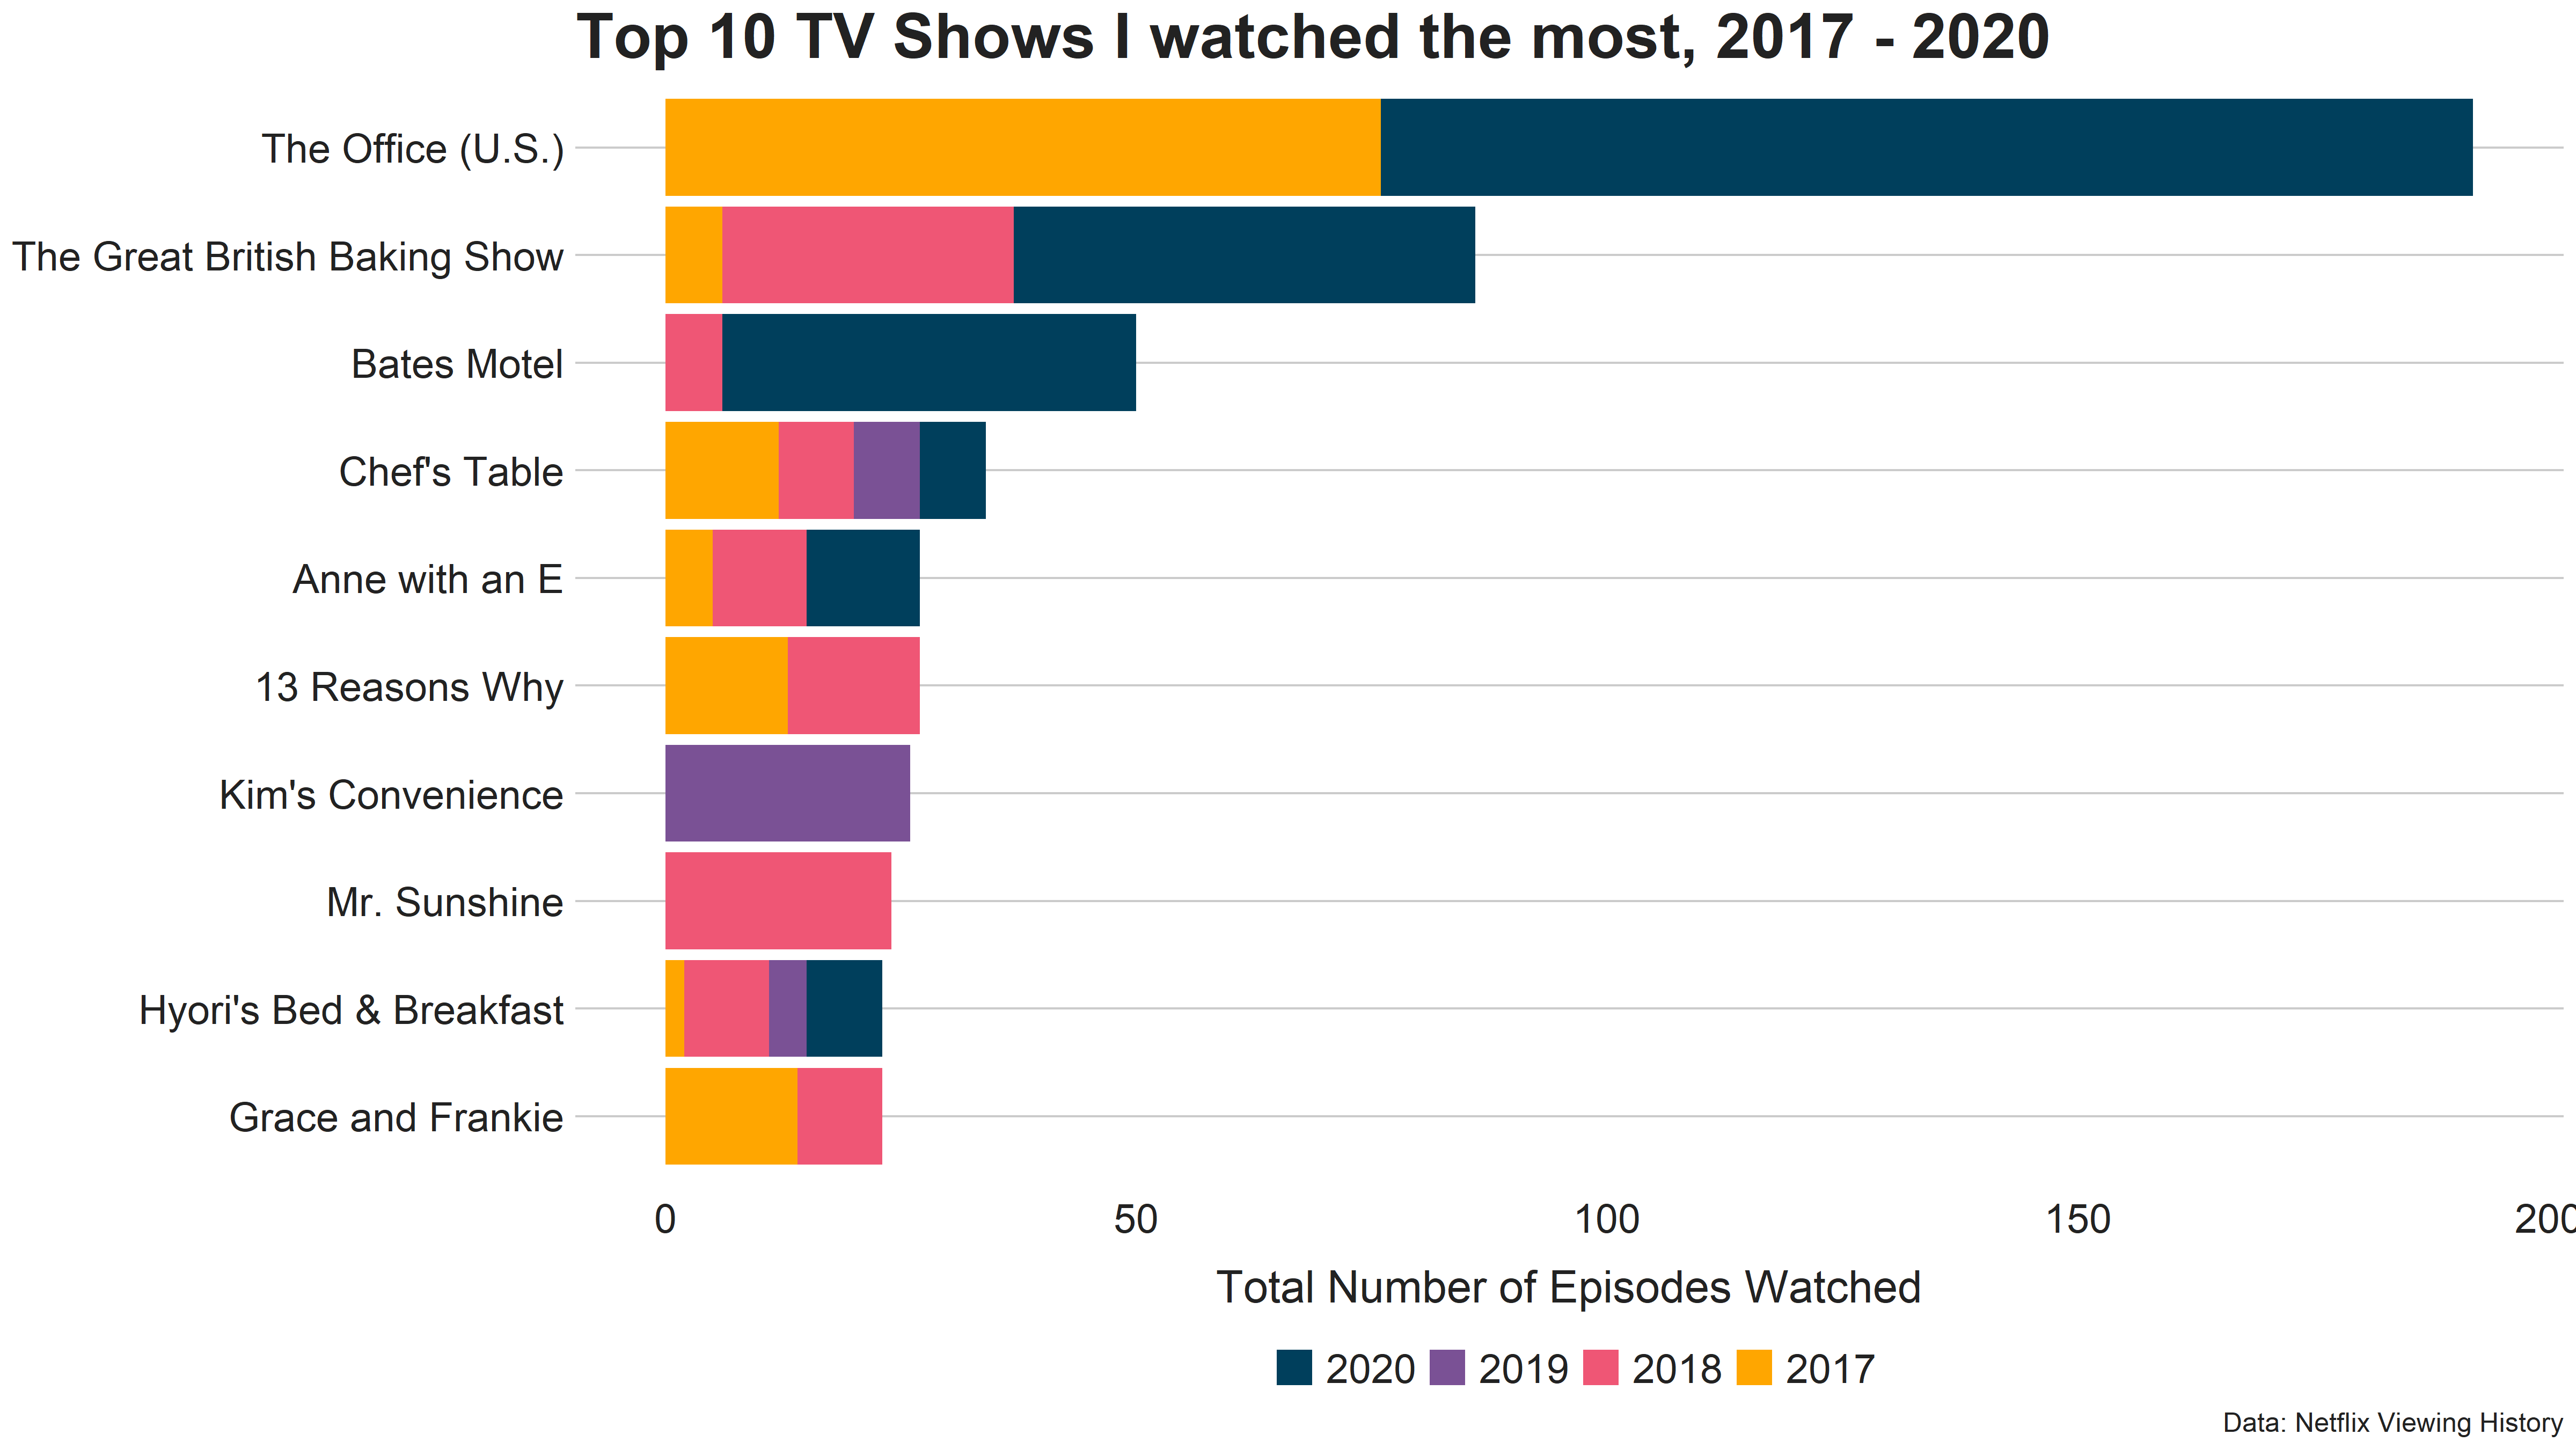 Top 10 TV Shows I watched the most, 2017 - 2020
The Office (U.S.)
The Great British Baking Show
Bates Motel
Chef's Table
Anne with an E
13 Reasons Why
Kim's Convenience
Mr. Sunshine
Hyori's Bed & Breakfast
Grace and Frankie
0 50 100 150 200
Total Number of Episodes Watched
2020 2019 2018 2017
Data: Netflix Viewing History